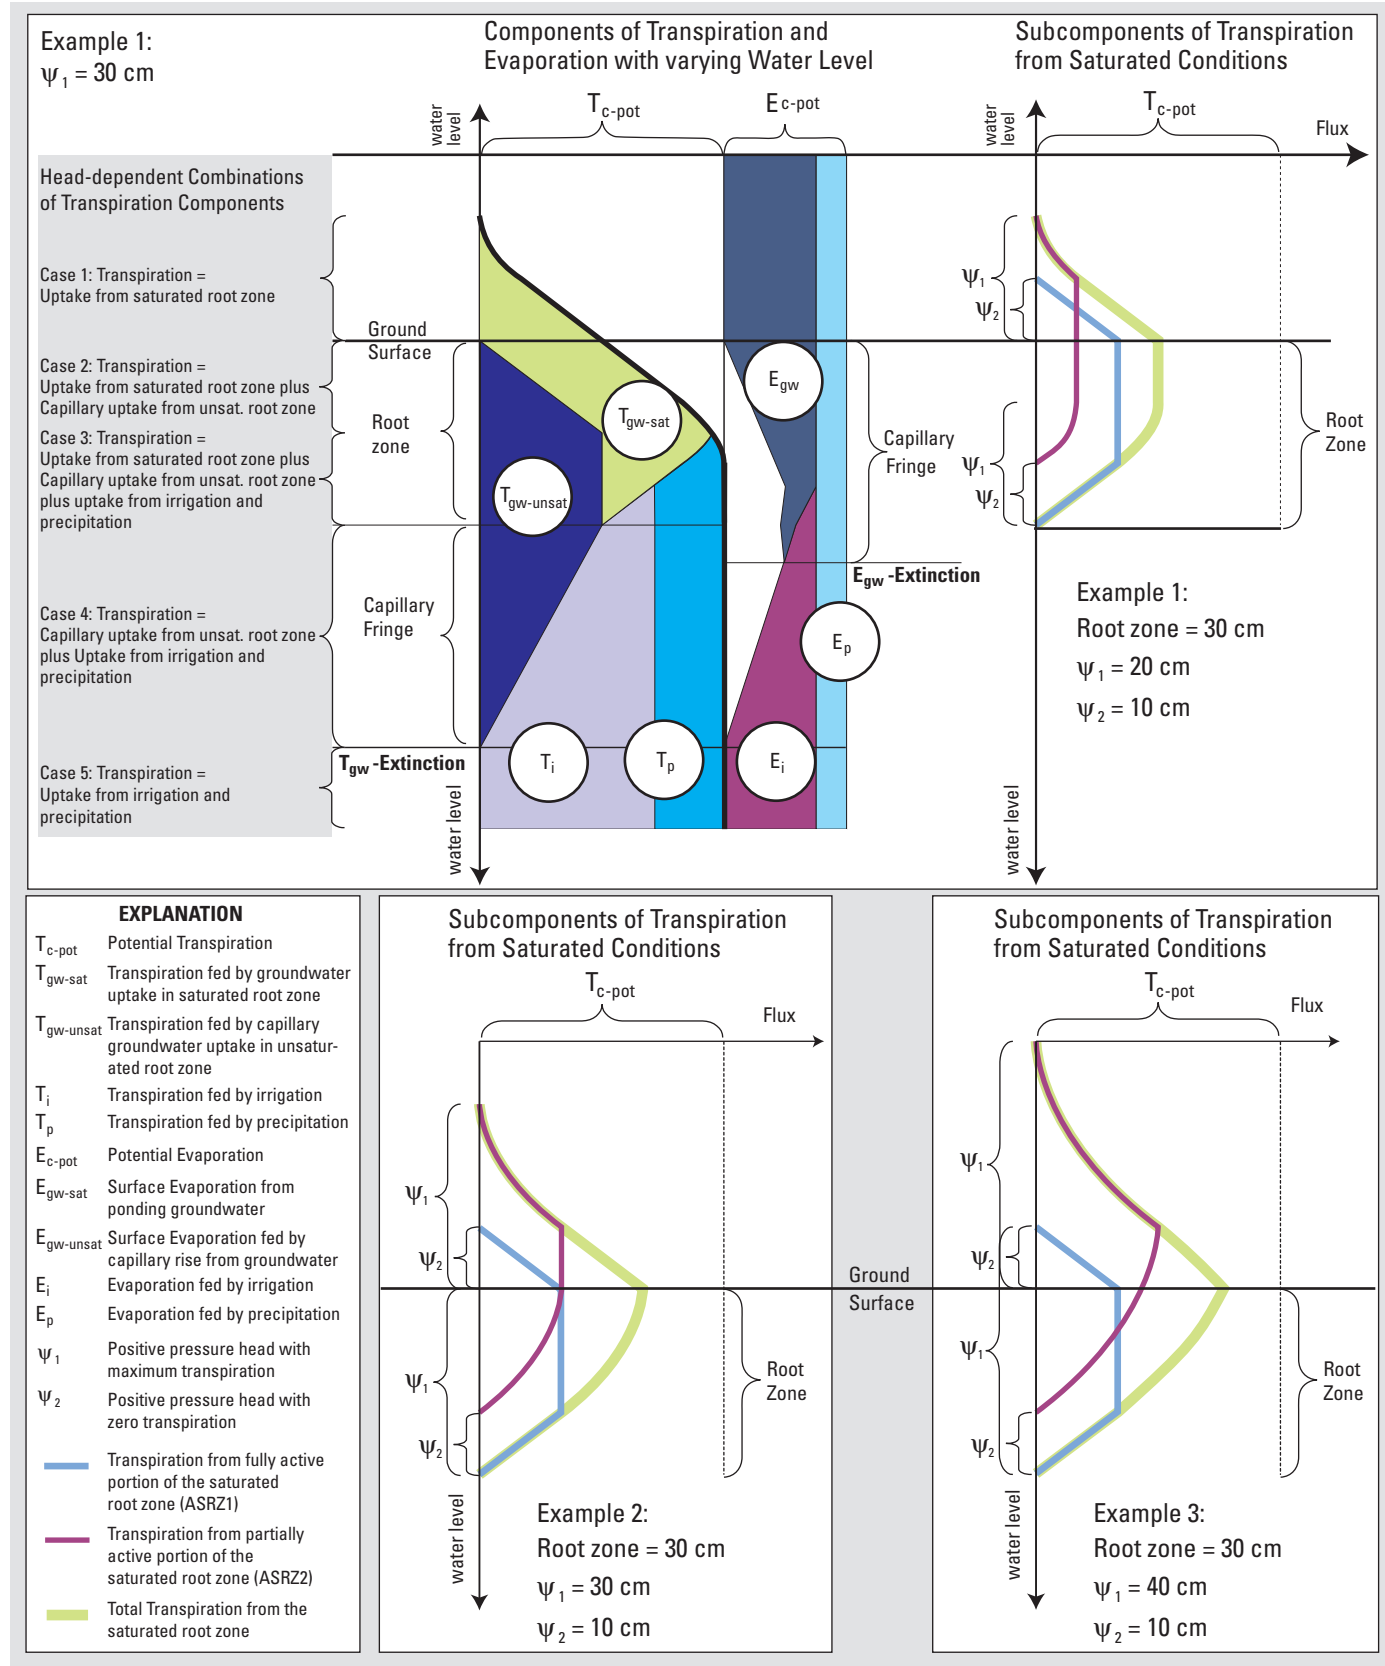 Example 1:
ψ1 = 30 cm
Components of Transpiration and
Evaporation with varying Water Level
Subcomponents of Transpiration
from Saturated Conditions
water
level
Tc-pot
E c-pot
water
level
Tc-pot
Flux
Head-dependent Combinations
of Transpiration Components
Case 1: Transpiration =
Uptake from saturated root zone
Case 2: Transpiration =
Uptake from saturated root zone plus
Capillary uptake from unsat. root zone
Case 3: Transpiration =
Uptake from saturated root zone plus
Capillary uptake from unsat. root zone
plus uptake from irrigation and
precipitation
Case 4: Transpiration =
Capillary uptake from unsat. root zone
plus Uptake from irrigation and
precipitation
Case 5: Transpiration =
Uptake from irrigation and
precipitation
Ground
Surface
Root
zone
Capillary
Fringe
Tgw-Extinction
Tgw-sat
Tgw-unsat
Ti
Tp
Egw
Ei
Ep
Capillary
Fringe
Egw-Extinction
water level
ψ1
ψ2
ψ1
ψ2
Root
Zone
Example 1:
Root zone = 30 cm
ψ1 = 20 cm
ψ2 = 10 cm
water level
EXPLANATION
Tc-pot Potential Transpiration
Tgw-sat Transpiration fed by groundwater
uptake in saturated root zone
Tgw-unsat Transpiration fed by capillary
groundwater uptake in unsatur-
ated root zone
Ti Transpiration fed by irrigation
Tp Transpiration fed by precipitation
Ec-pot Potential Evaporation
Egw-sat Surface Evaporation from
ponding groundwater
Egw-unsat Surface Evaporation fed by
capillary rise from groundwater
Ei Evaporation fed by irrigation
Ep Evaporation fed by precipitation
ψ1 Positive pressure head with
maximum transpiration
ψ2 Positive pressure head with
zero transpiration
Transpiration from fully active
portion of the saturated
root zone (ASRZ1)
Transpiration from partially
active portion of the
saturated root zone (ASRZ2)
Total Transpiration from the
saturated root zone
Subcomponents of Transpiration
from Saturated Conditions
Tc-pot
Flux
ψ1
ψ2
ψ1
ψ2
Root
Zone
water level
Example 2:
Root zone = 30 cm
ψ1 = 30 cm
ψ2 = 10 cm
Ground
Surface
Subcomponents of Transpiration
from Saturated Conditions
Tc-pot
Flux
ψ1
ψ2
ψ1
ψ2
Root
Zone
water level
Example 3:
Root zone = 30 cm
ψ1 = 40 cm
ψ2 = 10 cm